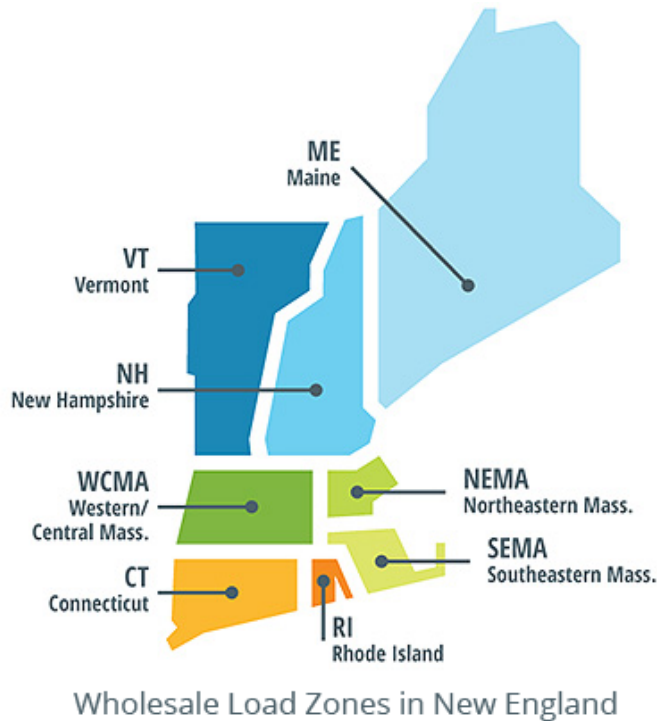 ME
Maine
VT
Vermont
NH
New Hampshire
WCMA
Western/
Central Mass.
NEMA
Northeastern Mass.
SEMA
Southeastern Mass.
CT
Connecticut
RI
Rhode Island
Wholesale Load Zones in New England